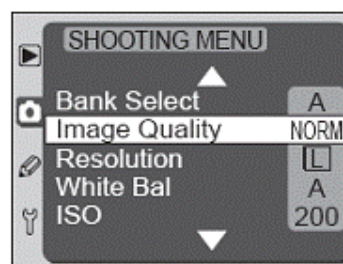 SHOOTING MENU
Bank Select A
Image Quality NORM
Resolution L
White Bal A
ISO 200